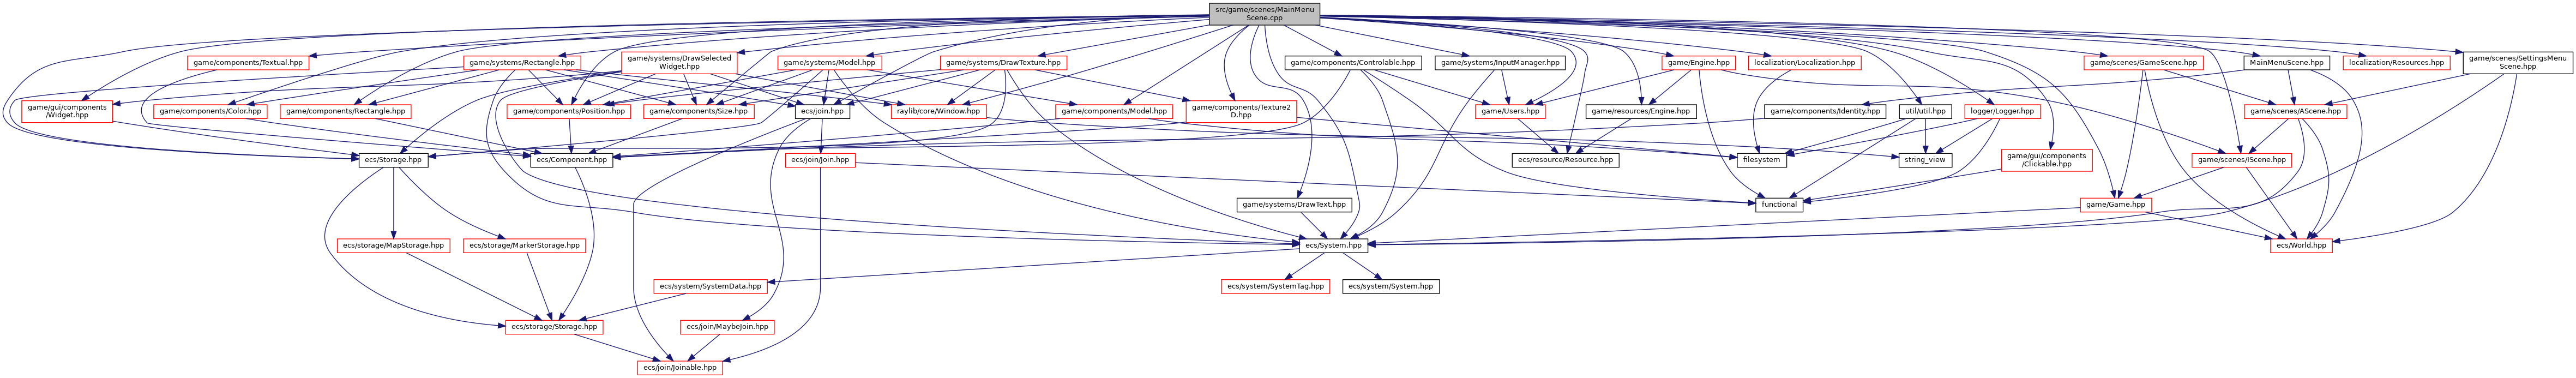 src/game/scenes/MainMenu
Scene.cpp
game/components/Textual.hpp
game/systems/Rectangle.hpp
game/systems/DrawSelected
Widget.hpp
game/systems/Model.hpp
game/systems/DrawTexture.hpp
game/components/Controlable.hpp
game/systems/InputManager.hpp
game/Engine.hpp
localization/Localization.hpp
game/scenes/GameScene.hpp
MainMenuScene.hpp
localization/Resources.hpp
game/scenes/SettingsMenu
Scene.hpp
game/gui/components
/Widget.hpp
game/components/Color.hpp
game/components/Rectangle.hpp
game/components/Position.hpp
game/components/Size.hpp
ecs/Join.hpp
raylib/core/Window.hpp
game/components/Model.hpp
game/components/Texture2
D.hpp
game/Users.hpp
game/resources/Engine.hpp
game/components/Identity.hpp
util/util.hpp
logger/Logger.hpp
game/scenes/AScene.hpp
ecs/Storage.hpp
ecs/Component.hpp
ecs/join/Join.hpp
ecs/resource/Resource.hpp
filesystem
string_view
game/gui/components
/Clickable.hpp
game/scenes/IScene.hpp
game/systems/DrawText.hpp
functional
game/Game.hpp
ecs/storage/MapStorage.hpp
ecs/storage/MarkerStorage.hpp
ecs/System.hpp
ecs/World.hpp
ecs/system/SystemData.hpp
ecs/system/SystemTag.hpp
ecs/system/System.hpp
ecs/storage/Storage.hpp
ecs/join/MaybeJoin.hpp
ecs/join/Joinable.hpp